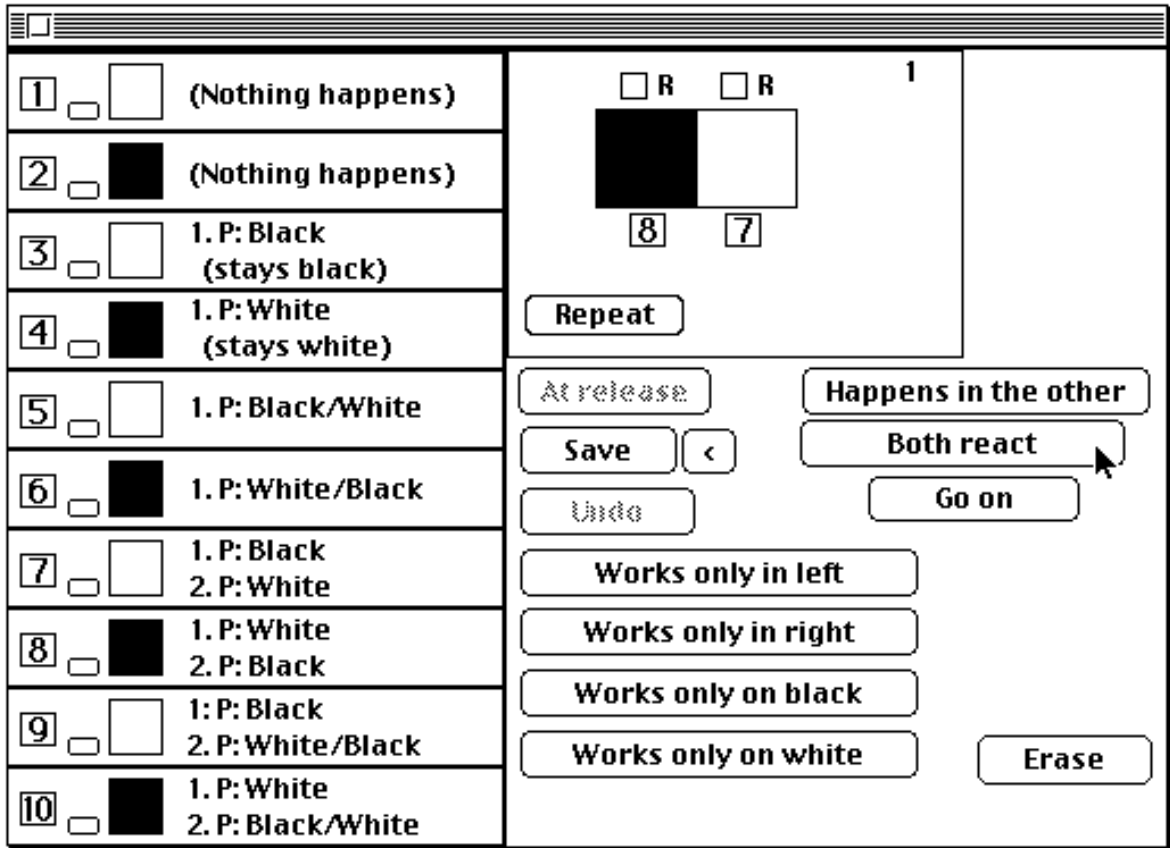 1 (Nothing happens)
2 (Nothing happens)
3 1. P: Black
(stays black)
4 1. P: White
(stays white)
5 1. P: Black/White
6 1. P: White/Black
7 1. P: Black
2. P: White
8 1. P: White
2. P: Black
9 1: P: Black
2. P: White/Black
10 1. P: White
2. P: Black/White
R R 1
8 7
Repeat
At release
Happens in the other
Save <
Both react
Undo
Go on
Works only in left
Works only in right
Works only on black
Works only on white
Erase